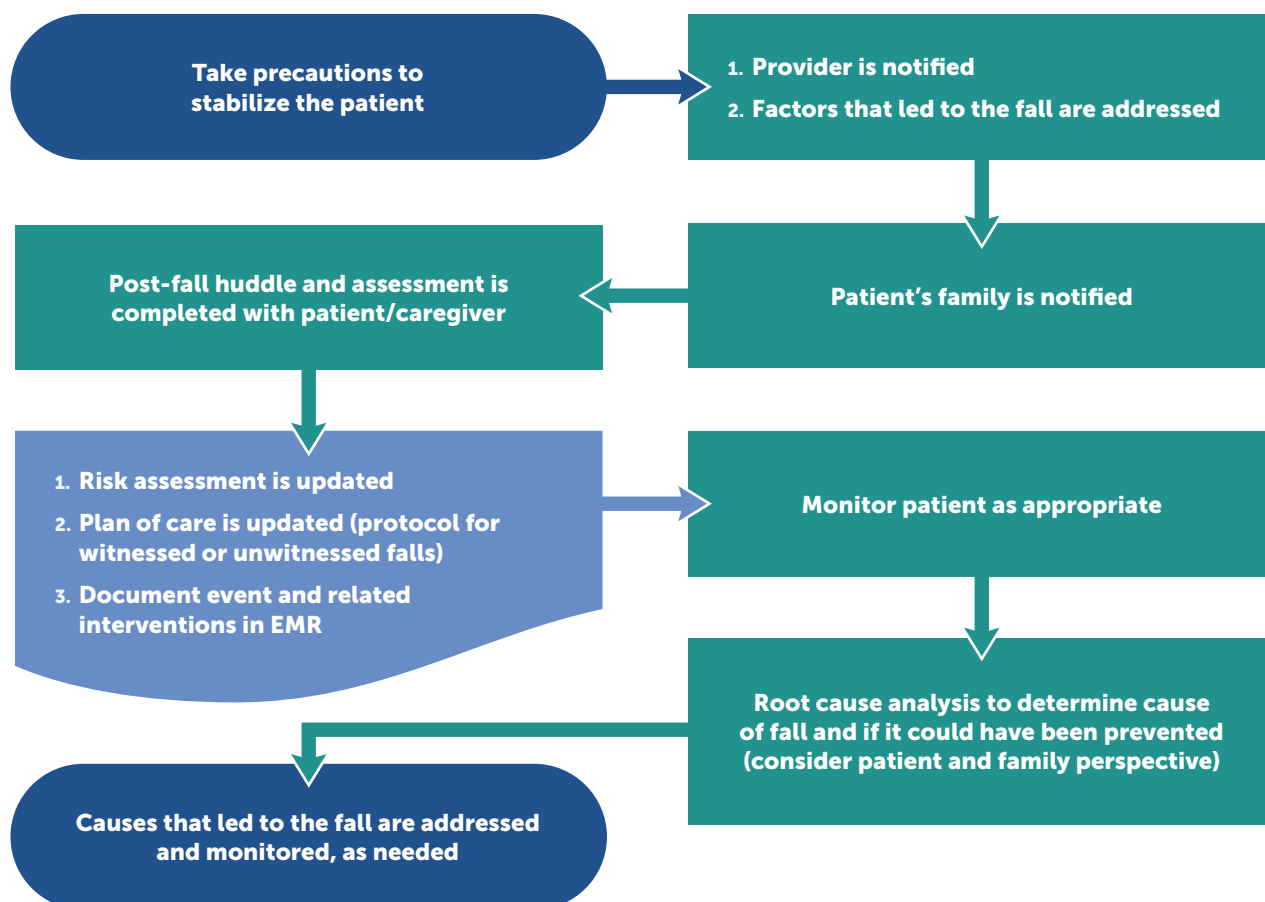 Take precautions to
stabilize the patient
1. Provider is notified
2. Factors that led to the fall are addressed
Patient’s family is notified
Post-fall huddle and assessment is
completed with patient/caregiver
1. Risk assessment is updated
2. Plan of care is updated (protocol for
witnessed or unwitnessed falls)
3. Document event and related
interventions in EMR
Monitor patient as appropriate
Root cause analysis to determine cause
of fall and if it could have been prevented
(consider patient and family perspective)
Causes that led to the fall are addressed
and monitored, as needed